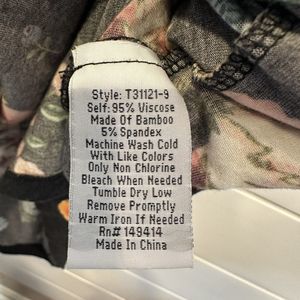 Style: T31121-9
Self: 95% Viscose
Made Of Bamboo
5% Spandex
Machine Wash Cold
With Like Colors
Only Non Chlorine
Bleach When Needed
Tumble Dry Low
Remove Promptly
Warm Iron If Needed
Rn# 149414
Made In China